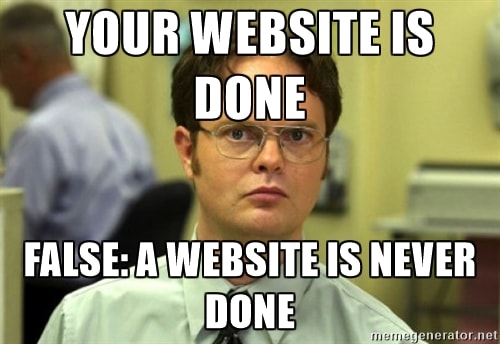 YOUR WEBSITE IS
DONE
FALSE: A WEBSITE IS NEVER
DONE
memegenerator.net